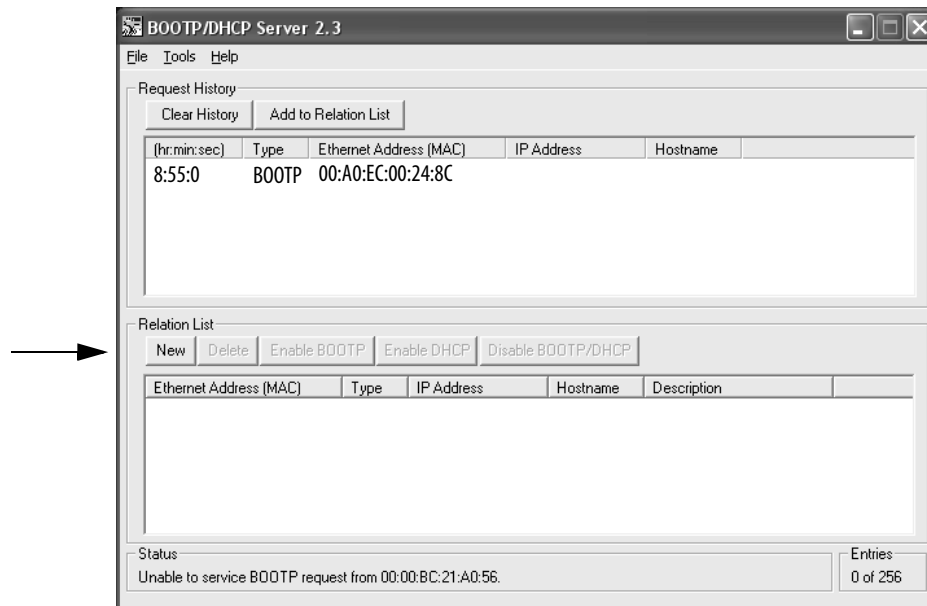 BOOTP/DHCP Server 2.3
File Tools Help
Request History
Clear History Add to Relation List
(hr:min:sec) Type Ethernet Address (MAC) IP Address Hostname
8:55:0 BOOTP 00:A0:EC:00:24:8C
Relation List
New Delete Enable BOOTP Enable DHCP Disable BOOTP/DHCP
Ethernet Address (MAC) Type IP Address Hostname Description
Status Entries
Unable to service BOOTP request from 00:00:BC:21:A0:56. 0 of 256